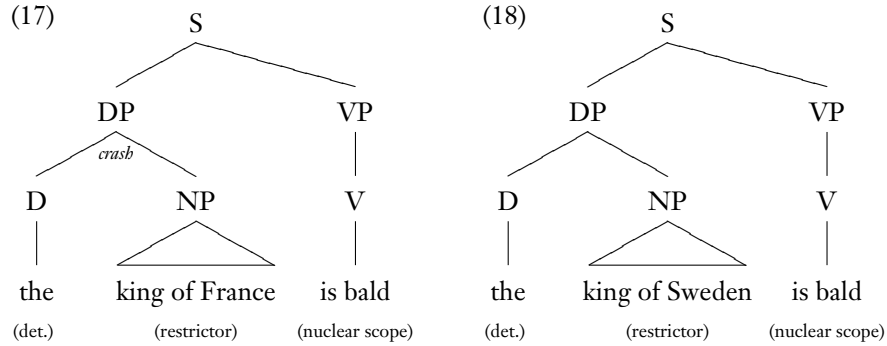 (17) (18)
S S
DP VP DP VP
crash
D NP V D NP V
the king of France is bald the king of Sweden is bald
(det.) (restrictor) (nuclear scope) (det.) (restrictor) (nuclear scope)